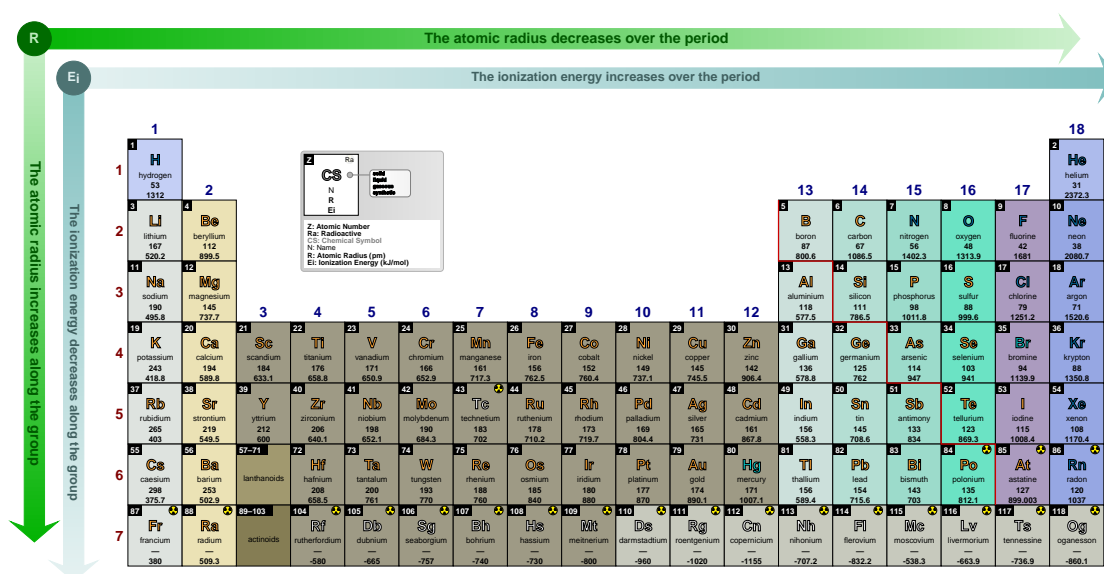 R
The atomic radius decreases over the period
Ei
The ionization energy increases over the period
The atomic radius increases along the group
The ionization energy decreases along the group
1 18
1 2
H He
hydrogen helium
53 31
1312 2372.3
1
Z Ra
CS
N
R
Ei
solid
liquid
gaseous
synthetic
Z: Atomic Number
Ra: Radioactive
CS: Chemical Symbol
N: Name
R: Atomic Radius (pm)
Ei: Ionization Energy (kJ/mol)
2 13 14 15 16 17
3 4 5 6 7 8 9 10
Li Be B C N O F Ne
lithium beryllium boron carbon nitrogen oxygen fluorine neon
167 112 87 67 56 48 42 38
520.2 899.5 800.6 1086.5 1402.3 1313.9 1681 2080.7
2
11 12 13 14 15 16 17 18
Na Mg Al Si P S Cl Ar
sodium magnesium aluminium silicon phosphorus sulfur chlorine argon
190 145 118 111 98 88 79 71
495.8 737.7 577.5 786.5 1011.8 999.6 1251.2 1520.6
3
3 4 5 6 7 8 9 10 11 12
19 20 21 22 23 24 25 26 27 28 29 30 31 32 33 34 35 36
K Ca Sc Ti V Cr Mn Fe Co Ni Cu Zn Ga Ge As Se Br Kr
potassium calcium scandium titanium vanadium chromium manganese iron cobalt nickel copper zinc gallium germanium arsenic selenium bromine krypton
243 194 184 176 171 166 161 156 152 149 145 142 136 125 114 103 94 88
418.8 589.8 633.1 658.8 650.9 652.9 717.3 762.5 760.4 737.1 745.5 906.4 578.8 762 947 941 1139.9 1350.8
4
37 38 39 40 41 42 43 44 45 46 47 48 49 50 51 52 53 54
Rb Sr Y Zr Nb Mo Tc Ru Rh Pd Ag Cd In Sn Sb Te I Xe
rubidium strontium yttrium zirconium niobium molybdenum technetium ruthenium rhodium palladium silver cadmium indium tin antimony tellurium iodine xenon
265 219 212 206 198 190 183 178 173 169 165 161 156 145 133 123 115 108
403 549.5 600 640.1 652.1 684.3 702 710.2 719.7 804.4 731 867.8 558.3 708.6 834 869.3 1008.4 1170.4
5
55 56 57–71 72 73 74 75 76 77 78 79 80 81 82 83 84 85 86
Cs Ba Hf Ta W Re Os Ir Pt Au Hg Tl Pb Bi Po At Rn
caesium barium lanthanoids hafnium tantalum tungsten rhenium osmium iridium platinum gold mercury thallium lead bismuth polonium astatine radon
298 253 208 200 193 188 185 180 177 174 171 156 154 143 135 127 120
375.7 502.9 658.5 761 770 760 840 880 870 890.1 1007.1 589.4 715.6 703 812.1 899.003 1037
6
87 88 89–103 104 105 106 107 108 109 110 111 112 113 114 115 116 117 118
Fr Ra Rf Db Sg Bh Hs Mt Ds Rg Cn Nh Fl Mc Lv Ts Og
francium radium actinoids rutherfordium dubnium seaborgium bohrium hassium meitnerium darmstadtium roentgenium copernicium nihonium flerovium moscovium livermorium tennessine oganesson
— — — — — — — — — — — — — — — — —
380 509.3 -580 -665 -757 -740 -730 -800 -960 -1020 -1155 -707.2 -832.2 -538.3 -663.9 -736.9 -860.1
7